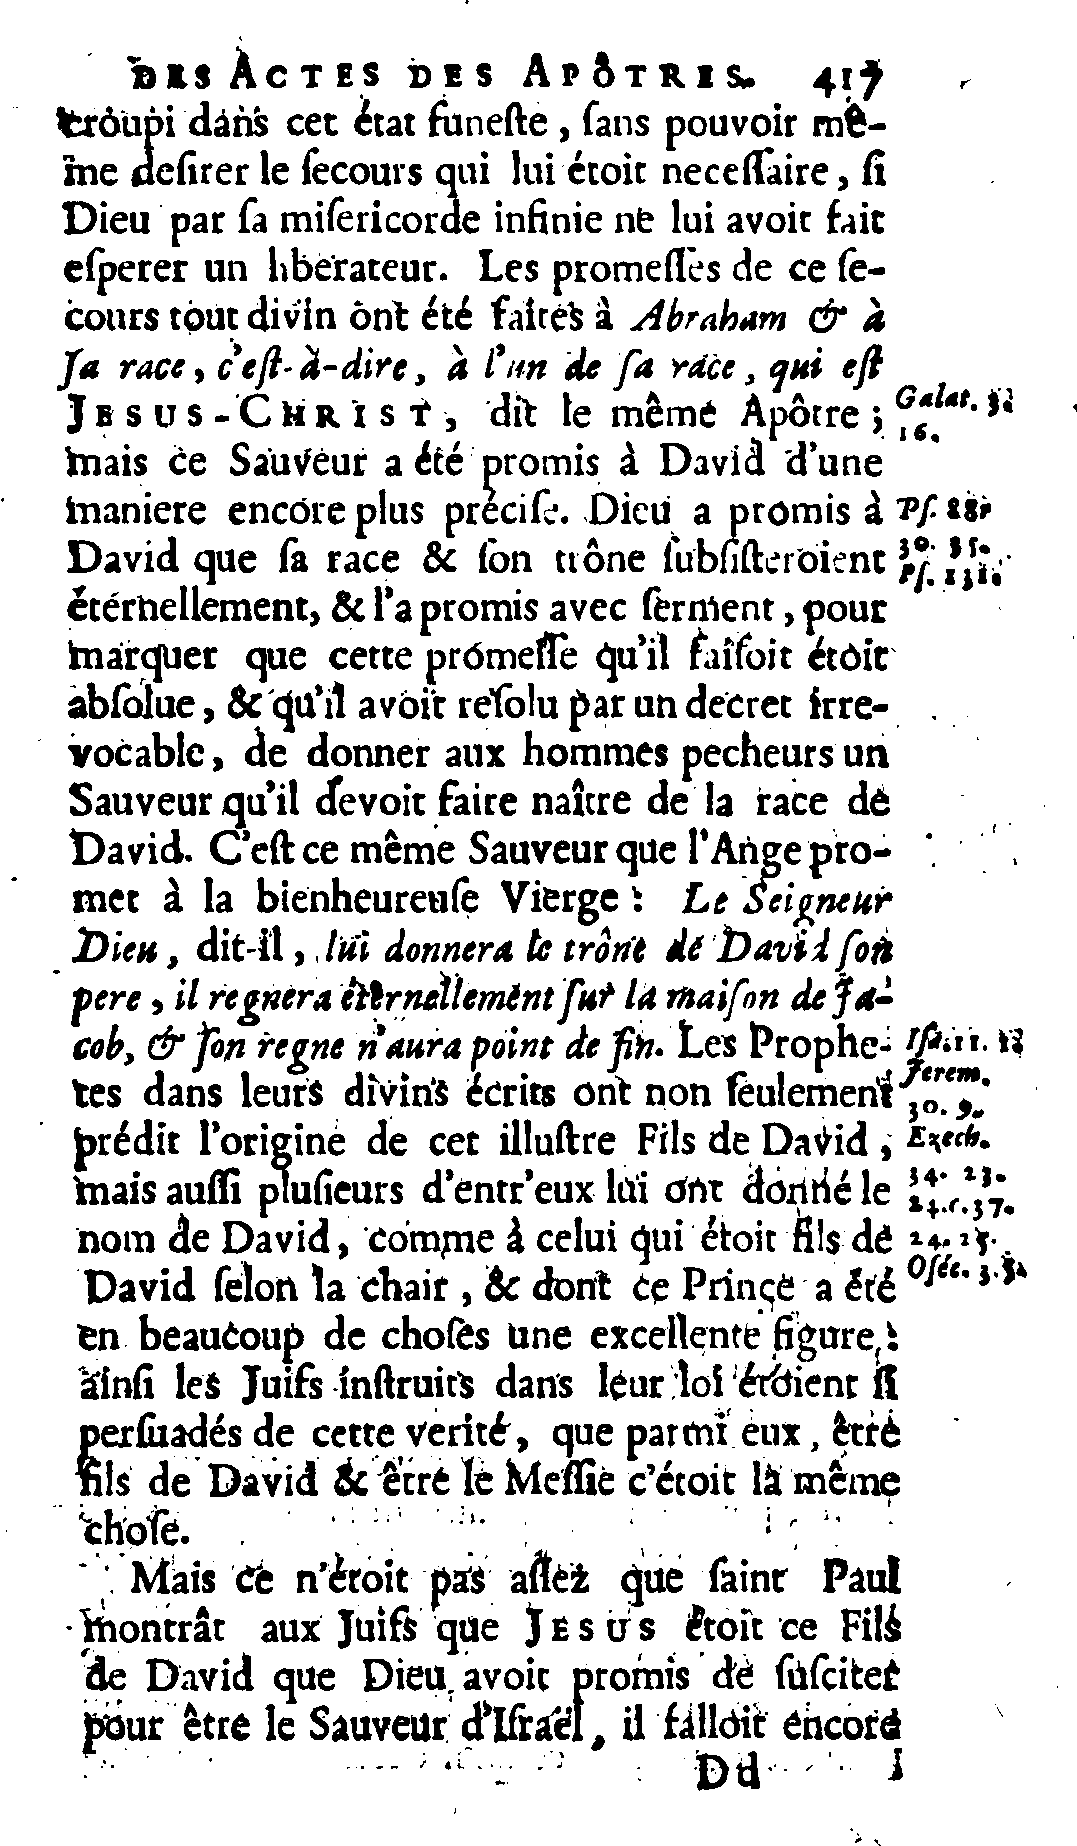 DES ACTES DES APÔTRES. 417
croupi dans cet état funeſte, ſans pouvoir mê-
me deſirer le ſecours qui lui étoit neceſſaire, ſi
Dieu par ſa miſericorde infinie ne lui avoit fait
eſperer un liberateur. Les promeſſes de ce ſe-
cours tout divin ont été faites à Abraham & à
ſa race, c'eſt-à-dire, à l'un de ſa race, qui eſt
JESUS-CHRIST, dit le même Apôtre;
Galat. 3.
16.
mais ce Sauveur a été promis à David d'une
maniere encore plus préciſe. Dieu a promis à
Pſ. 88.
David que ſa race & ſon trône ſubſiſteroient
30. 35.
Pſ. 131.
éternellement, & l'a promis avec ſerment, pour
marquer que cette promeſſe qu'il faiſoit étoit
abſolue, & qu'il avoit reſolu par un decret irre-
vocable, de donner aux hommes pecheurs un
Sauveur qu'il devoit faire naître de la race de
David. C'eſt ce même Sauveur que l'Ange pro-
met à la bienheureuſe Vierge: Le Seigneur
Dieu, dit-il, lui donnera le trône de David ſon
pere, il regnera éternellement ſur la maiſon de Ja-
cob, & ſon regne n'aura point de fin. Les Prophe-
Iſa. 11.
Jerem.
tes dans leurs divins écrits ont non ſeulement
30. 9.
prédit l'origine de cet illuſtre Fils de David,
Ezech.
mais auſſi pluſieurs d'entr'eux lui ont donné le
34. 23.
24. c. 37.
nom de David, comme à celui qui étoit fils de
24. 25.
David ſelon la chair, & dont ce Prince a été
Oſée. 3. 5.
en beaucoup de choſes une excellente figure:
ainſi les Juifs inſtruits dans leur loi étoient ſi
perſuadés de cette verité, que parmi eux, être
fils de David & être le Meſſie c'étoit la même
choſe.
Mais ce n'étoit pas aſſez que ſaint Paul
montrât aux Juifs que JESUS étoit ce Fils
de David que Dieu avoit promis de ſuſciter
pour être le Sauveur d'Iſraël, il falloit encore
Dd